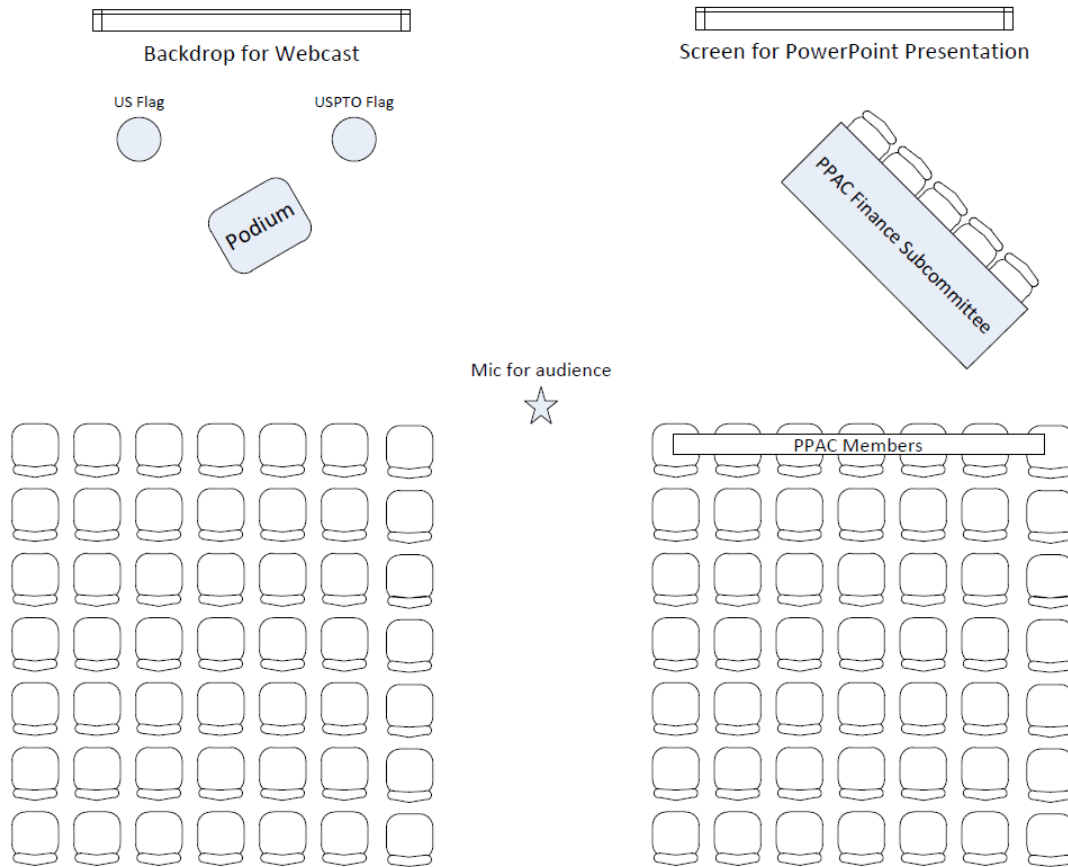 Backdrop for Webcast
Screen for PowerPoint Presentation
US Flag
USPTO Flag
Podium
PPAC Finance Subcommittee
Mic for audience
PPAC Members